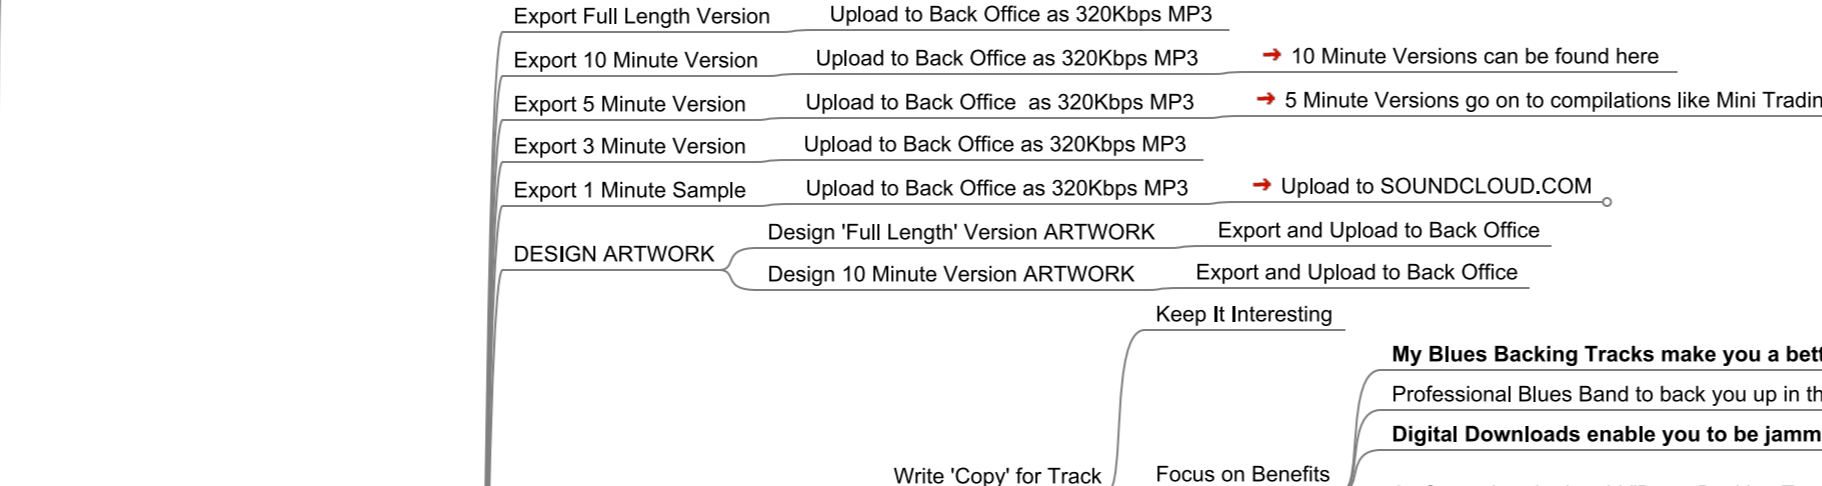 Export Full Length Version Upload to Back Office as 320Kbps MP3
Export 10 Minute Version Upload to Back Office as 320Kbps MP3 10 Minute Versions can be found here
Export 5 Minute Version Upload to Back Office  as 320Kbps MP3 5 Minute Versions go on to compilations like Mini
Export 3 Minute Version Upload to Back Office as 320Kbps MP3
Export 1 Minute Sample Upload to Back Office as 320Kbps MP3 Upload to SOUNDCLOUD.COM
Design 'Full Length' Version ARTWORK Export and Upload to Back Office
DESIGN ARTWORK
Design 10 Minute Version ARTWORK Export and Upload to Back Office
Keep It Interesting
My Blues Backing Tracks make you a
Professional Blues Band to back you up in
Digital Downloads enable you to be
Write 'Copy' for Track Focus on Benefits